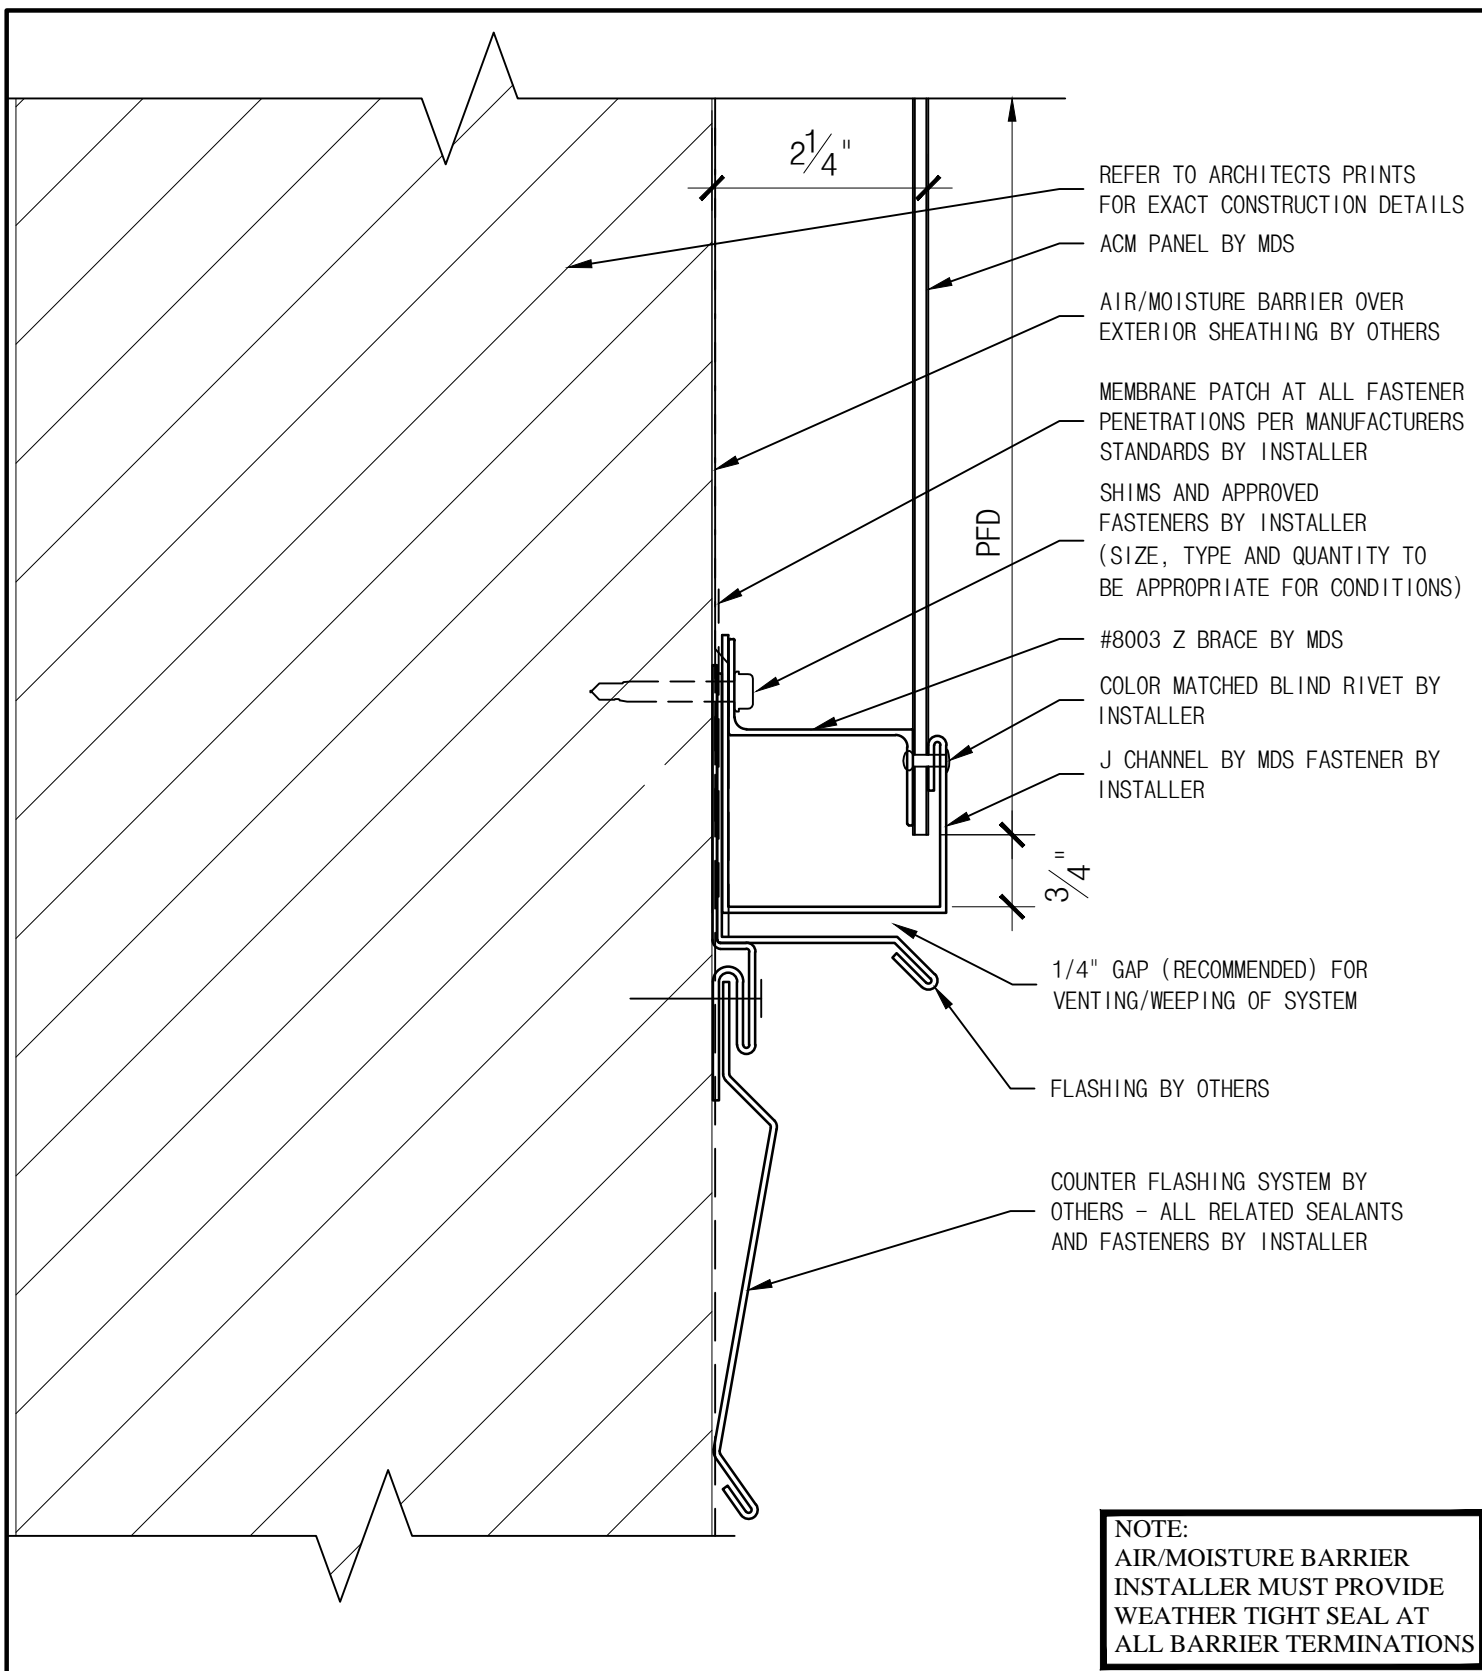 2 1/4"
REFER TO ARCHITECTS PRINTS
FOR EXACT CONSTRUCTION DETAILS
ACM PANEL BY MDS
AIR/MOISTURE BARRIER OVER
EXTERIOR SHEATHING BY OTHERS
MEMBRANE PATCH AT ALL FASTENER
PENETRATIONS PER MANUFACTURERS
STANDARDS BY INSTALLER
SHIMS AND APPROVED
FASTENERS BY INSTALLER
(SIZE, TYPE AND QUANTITY TO
BE APPROPRIATE FOR CONDITIONS)
PFD
#8003 Z BRACE BY MDS
COLOR MATCHED BLIND RIVET BY
INSTALLER
J CHANNEL BY MDS FASTENER BY
INSTALLER
3/4"
1/4" GAP (RECOMMENDED) FOR
VENTING/WEEPING OF SYSTEM
FLASHING BY OTHERS
COUNTER FLASHING SYSTEM BY
OTHERS - ALL RELATED SEALANTS
AND FASTENERS BY INSTALLER
NOTE:
AIR/MOISTURE BARRIER
INSTALLER MUST PROVIDE
WEATHER TIGHT SEAL AT
ALL BARRIER TERMINATIONS